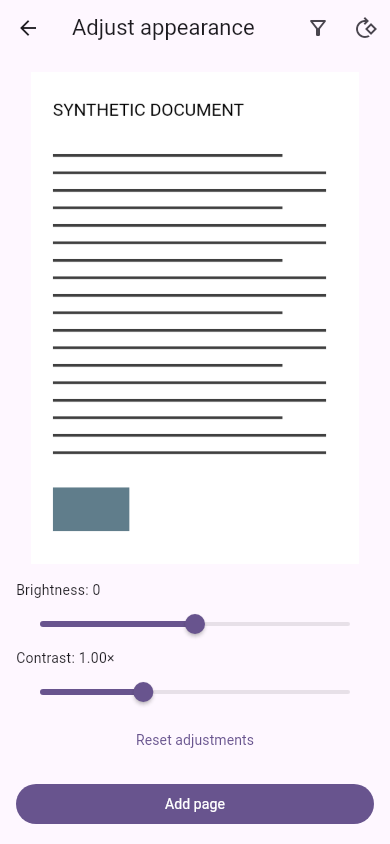 Adjust appearance
SYNTHETIC DOCUMENT
Brightness: 0
Contrast: 1.00×
Reset adjustments
Add page